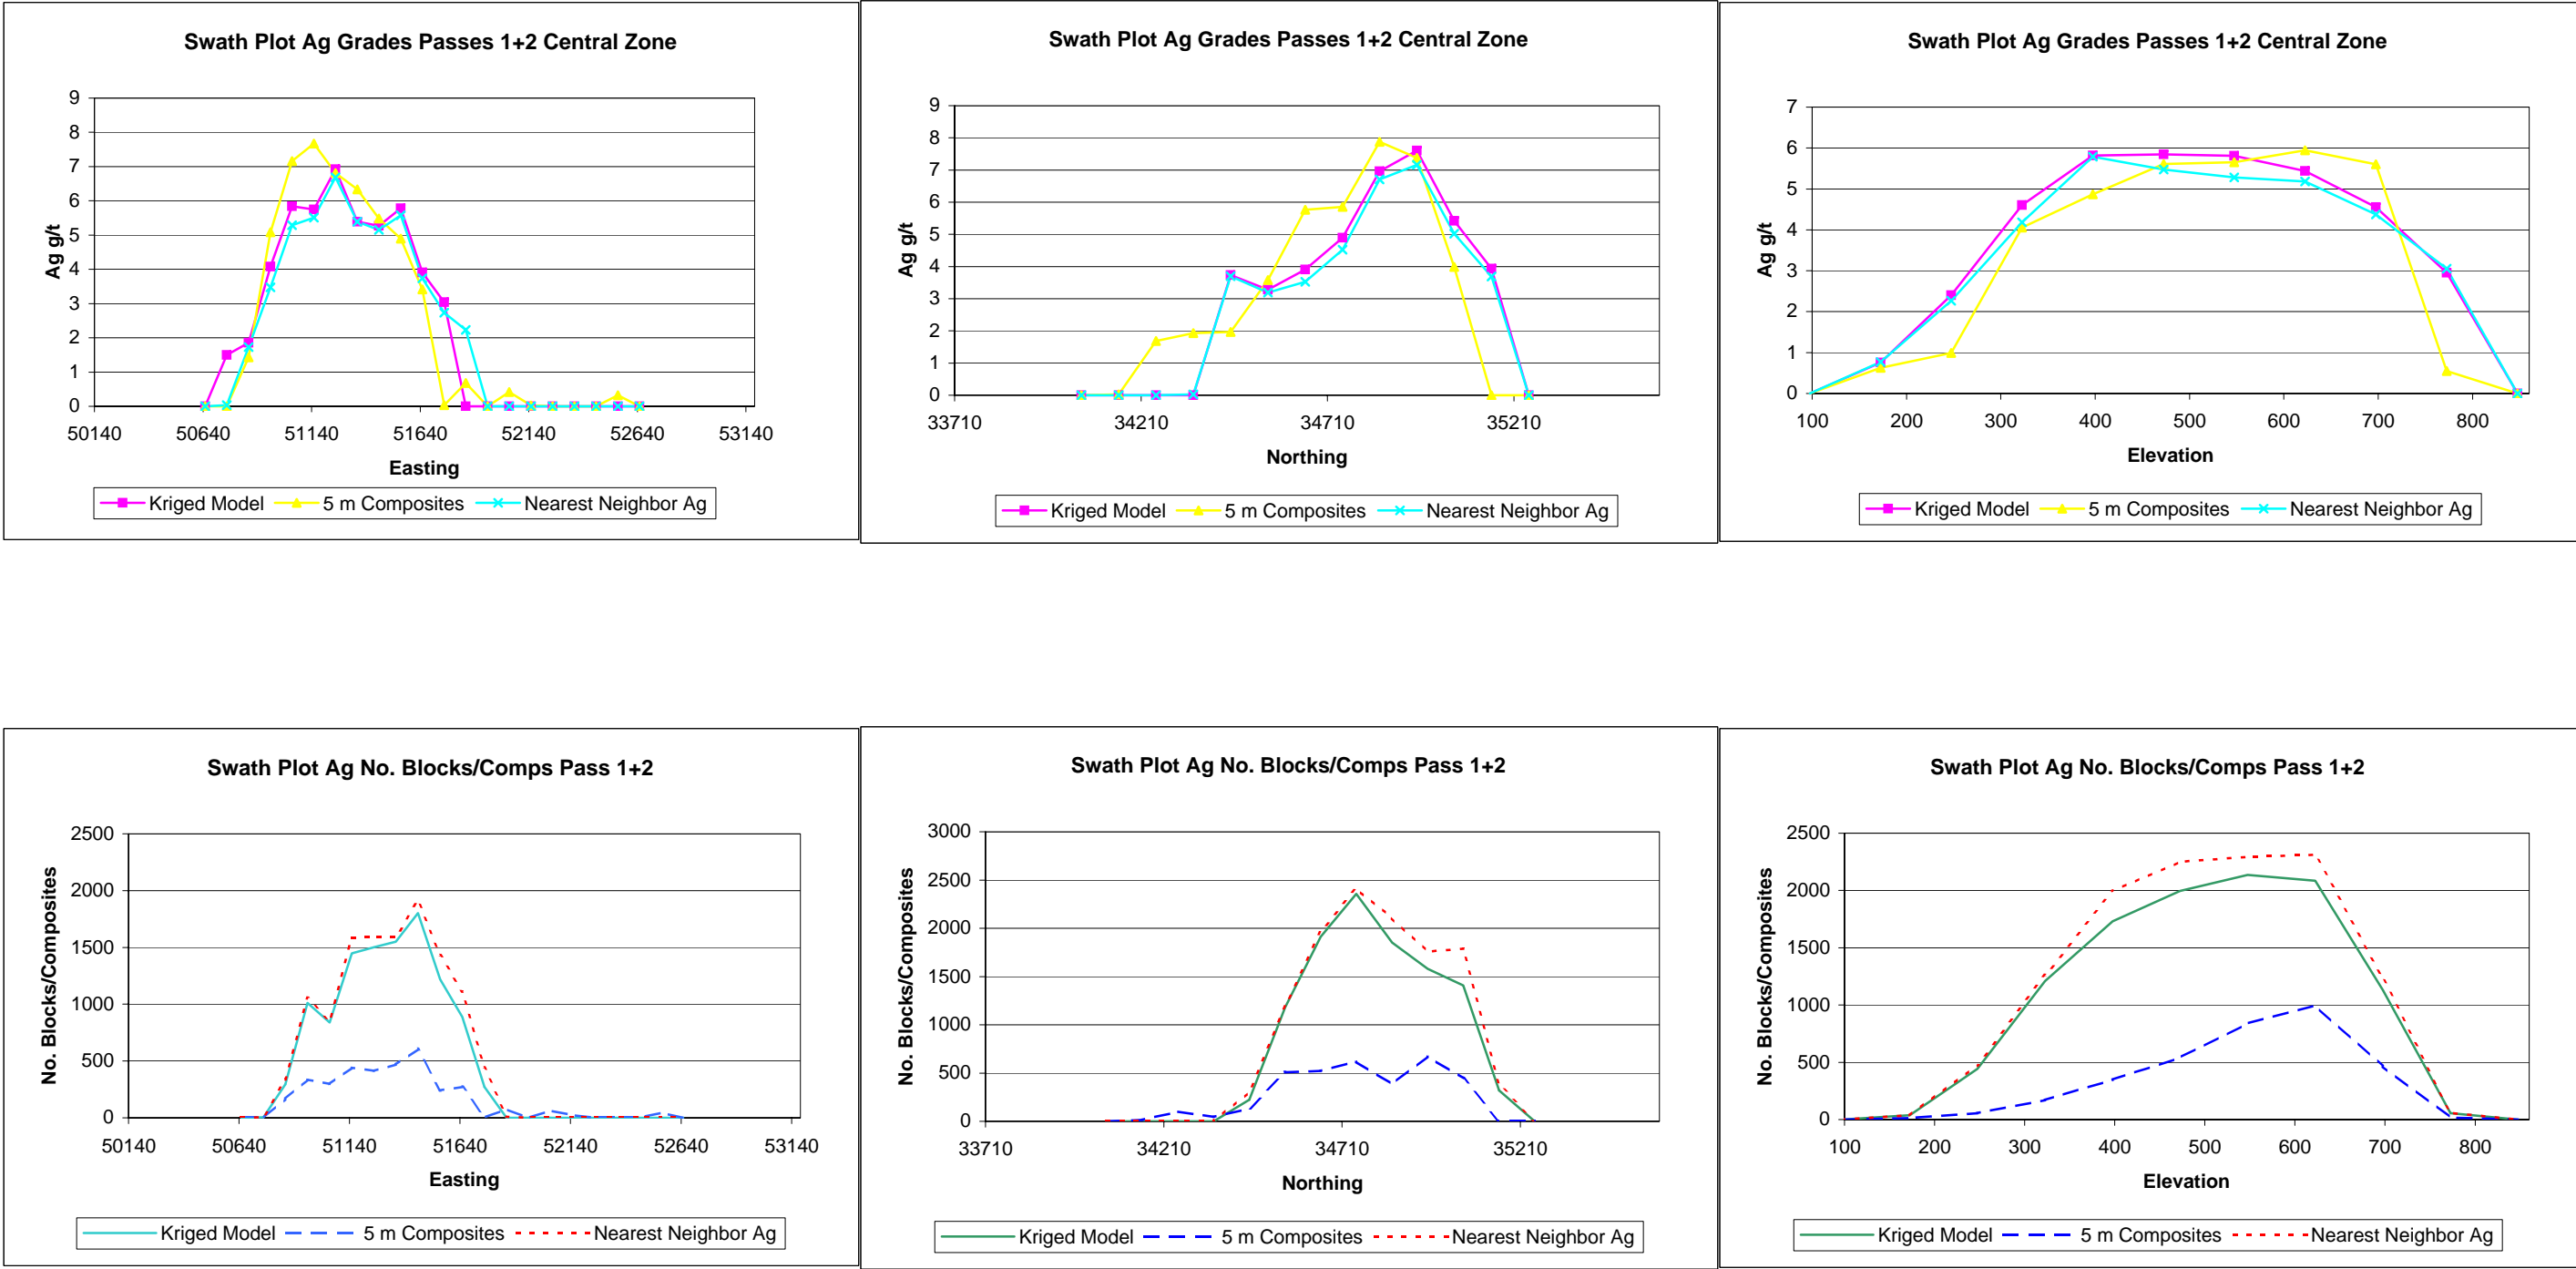 Swath Plot Ag Grades Passes 1+2 Central Zone
9
8
7
6
5
4
3
2
1
0
Ag g/t
50140 50640 51140 51640 52140 52640 53140
Easting
Kriged Model 5 m Composites Nearest Neighbor Ag
Swath Plot Ag Grades Passes 1+2 Central Zone
9
8
7
6
5
4
3
2
1
0
Ag g/t
33710 34210 34710 35210
Northing
Kriged Model 5 m Composites Nearest Neighbor Ag
Swath Plot Ag Grades Passes 1+2 Central Zone
7
6
5
4
3
2
1
0
Ag g/t
100 200 300 400 500 600 700 800
Elevation
Kriged Model 5 m Composites Nearest Neighbor Ag
Swath Plot Ag No. Blocks/Comps Pass 1+2
2500
2000
1500
1000
500
0
No. Blocks/Composites
50140 50640 51140 51640 52140 52640 53140
Easting
Kriged Model 5 m Composites Nearest Neighbor Ag
Swath Plot Ag No. Blocks/Comps Pass 1+2
3000
2500
2000
1500
1000
500
0
No. Blocks/Composites
33710 34210 34710 35210
Northing
Kriged Model 5 m Composites Nearest Neighbor Ag
Swath Plot Ag No. Blocks/Comps Pass 1+2
2500
2000
1500
1000
500
0
No. Blocks/Composites
100 200 300 400 500 600 700 800
Elevation
Kriged Model 5 m Composites Nearest Neighbor Ag